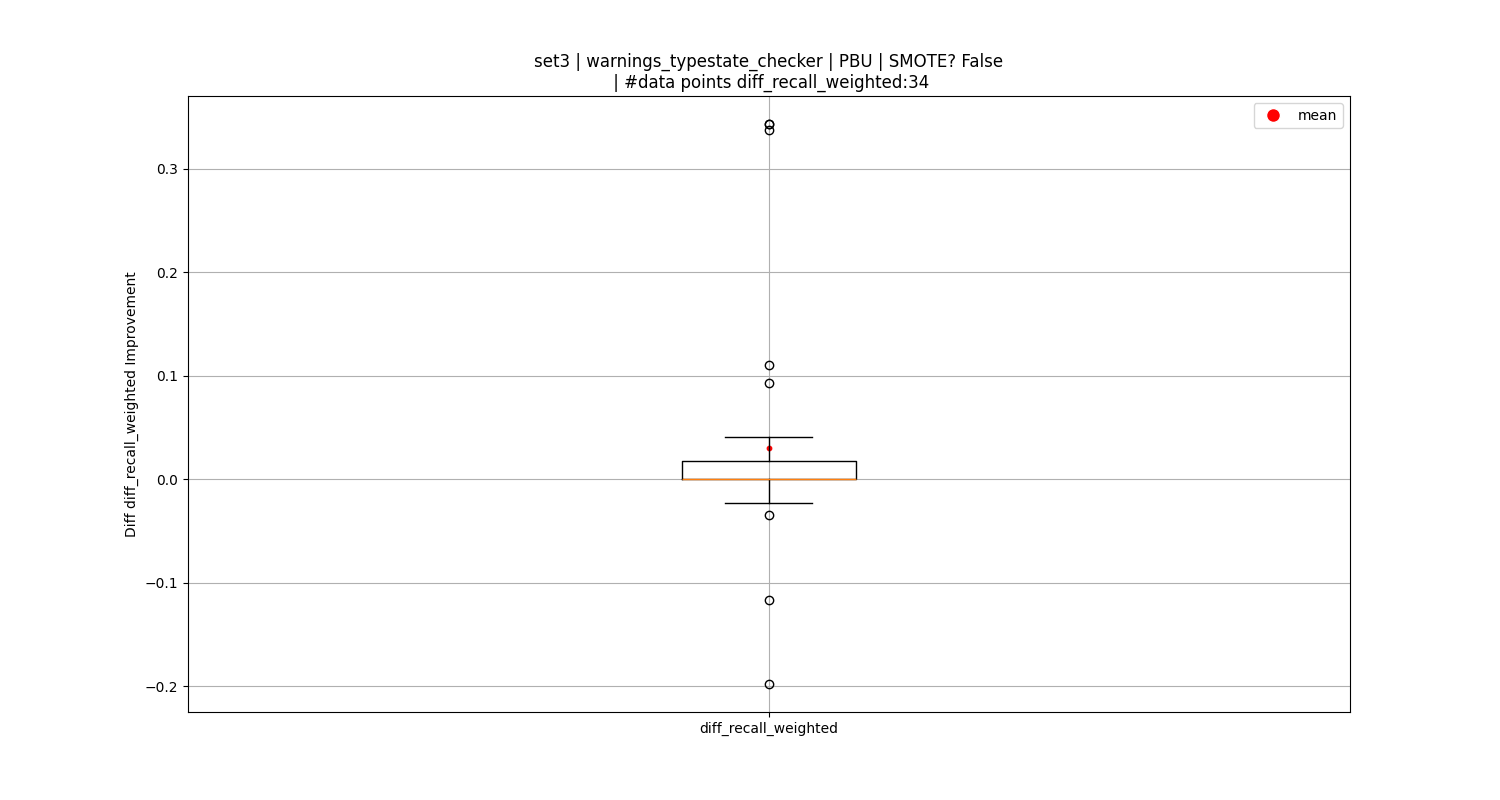 set3 | warnings_typestate_checker | PBU | SMOTE? False
| #data points diff_recall_weighted:34
mean
0.3
0.2
0.1
0.0
−0.1
−0.2
Diff diff_recall_weighted Improvement
diff_recall_weighted